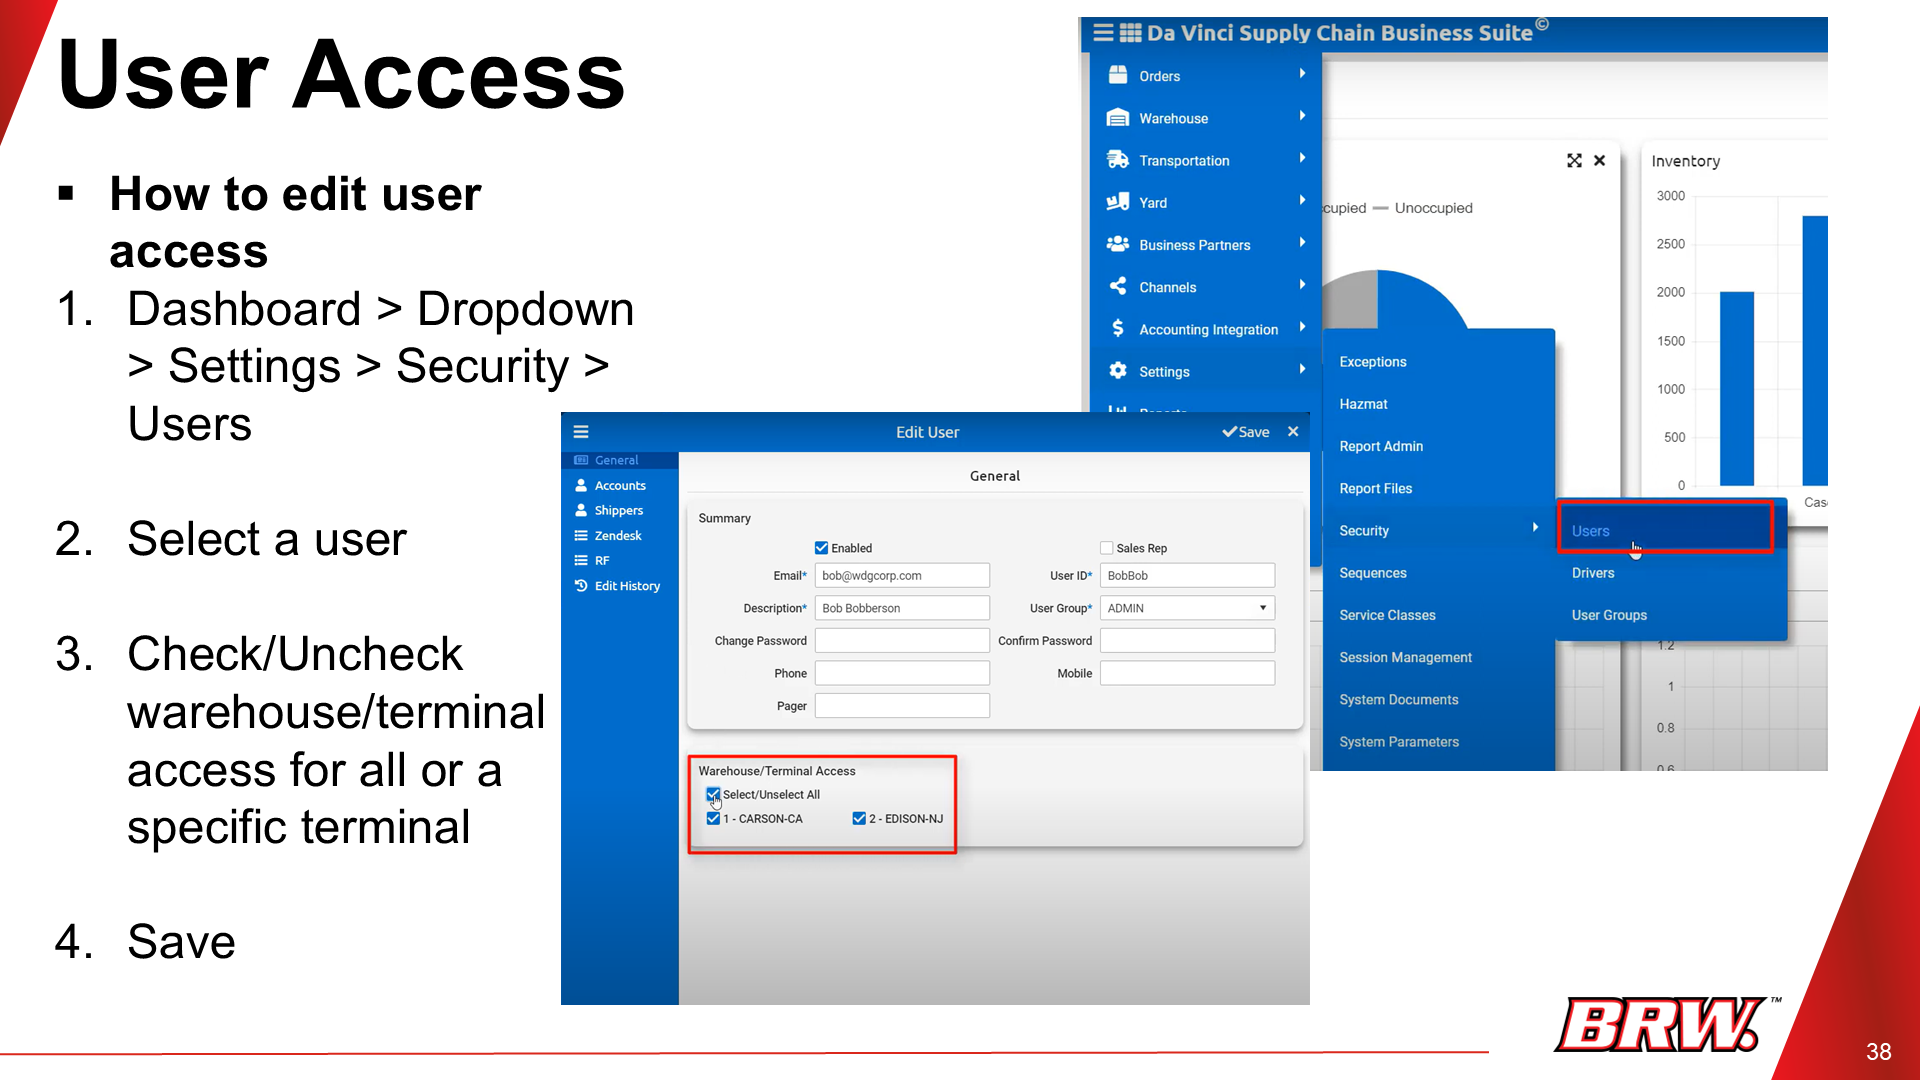 User Access
▪ How to edit user
access
1. Dashboard > Dropdown
> Settings > Security >
Users
2. Select a user
3. Check/Uncheck
warehouse/terminal
access for all or a
specific terminal
4. Save
Da Vinci Supply Chain Business Suite©
Orders
Warehouse
Transportation
Yard
Business Partners
Channels
Accounting Integration
Settings
Exceptions
Hazmat
Report Admin
Report Files
Security
Sequences
Service Classes
Session Management
System Documents
System Parameters
Users
Drivers
User Groups
cupied Unoccupied
Inventory
3000
2500
2000
1500
1000
500
0
Cas
1.2
1
0.8
Edit User
Save
General
Accounts
Shippers
Zendesk
RF
Edit History
General
Summary
Enabled
Sales Rep
Email* bob@wdgcorp.com
User ID* BobBob
Description* Bob Bobberson
User Group* ADMIN
Change Password
Confirm Password
Phone
Mobile
Pager
Warehouse/Terminal Access
Select/Unselect All
1 - CARSON-CA
2 - EDISON-NJ
BRW.™
38